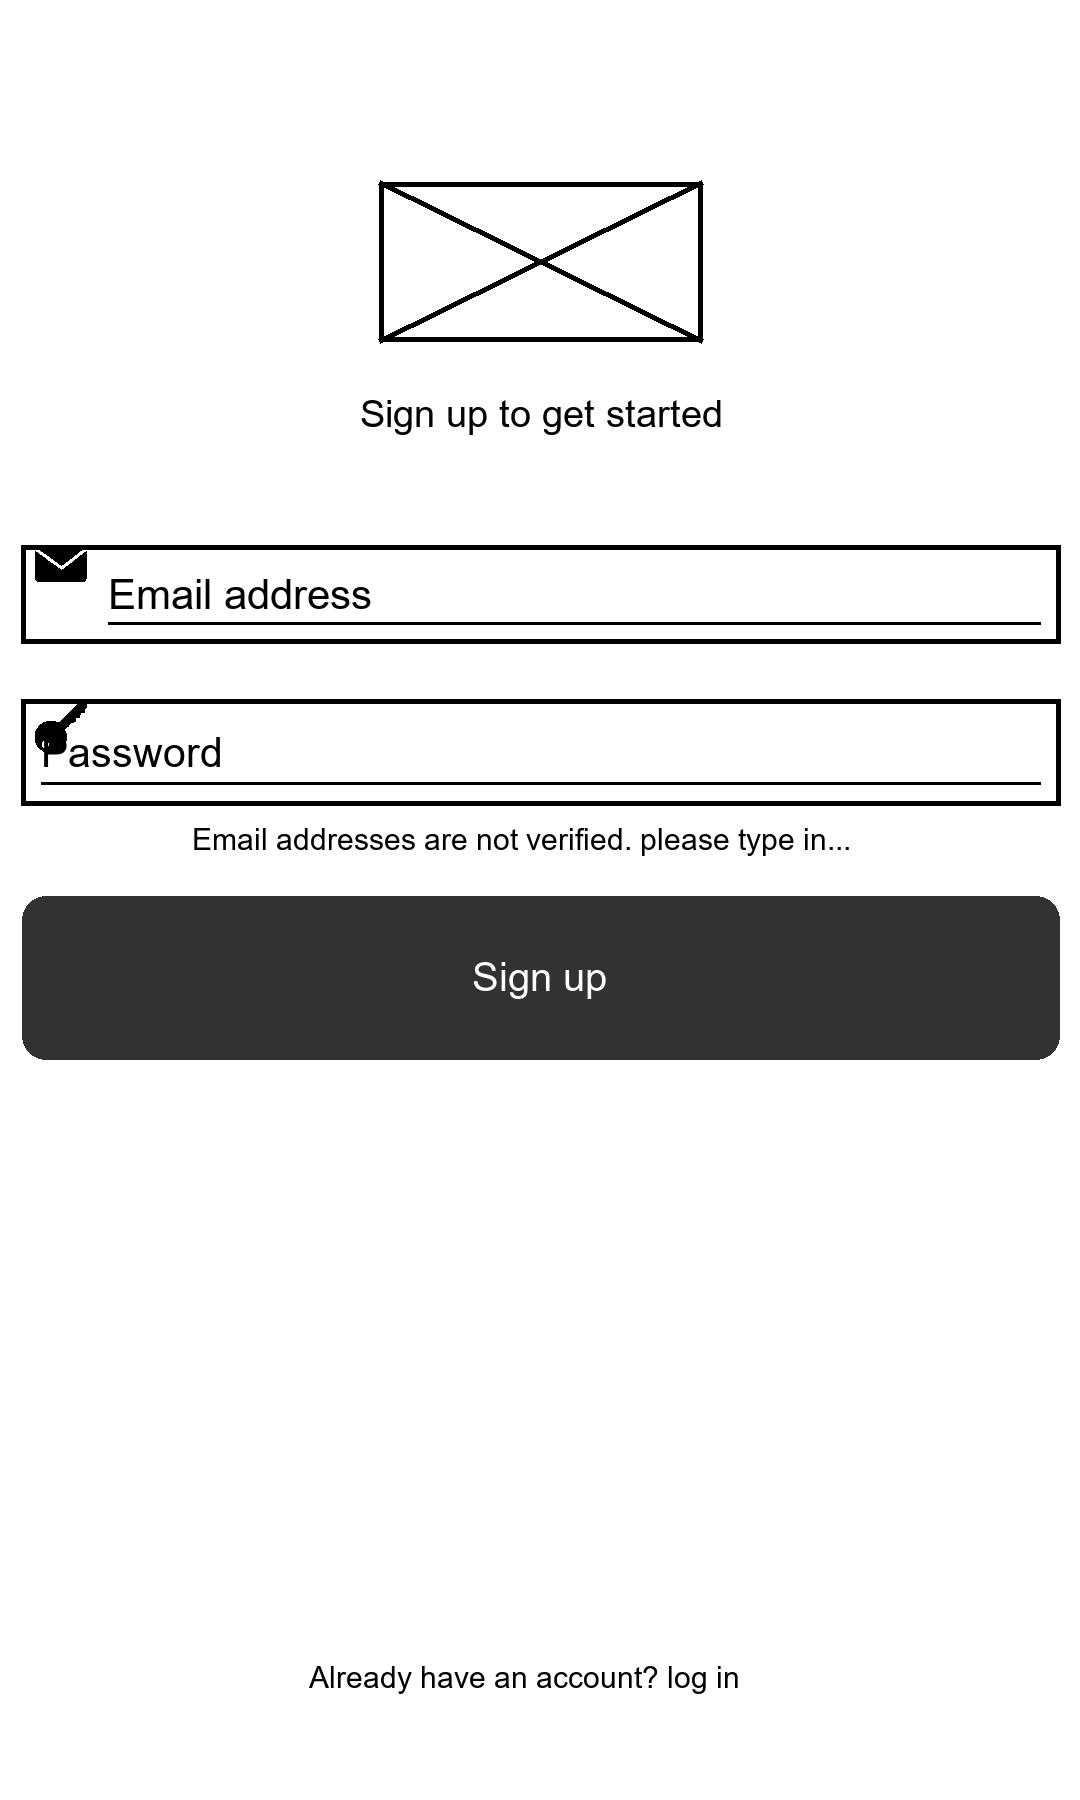 Sign up to get started
Email address
Password
Email addresses are not verified. please type in...
Sign up
Already have an account? log in